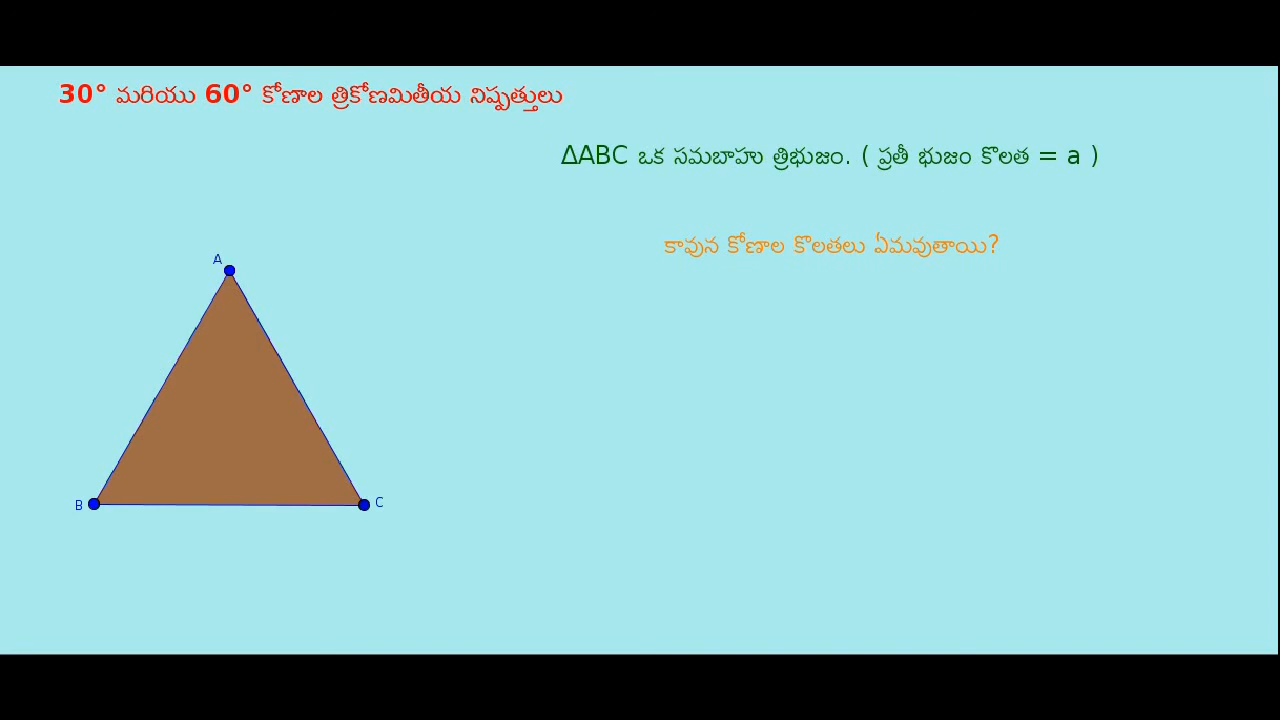 30° మరియు 60° కోణాల త్రికోణమితీయ నిష్పత్తులు
ΔABC ఒక సమబాహు త్రిభుజం. ( ప్రతీ భుజం కొలత = a )
కావున కోణాల కొలతలు ఏమవుతాయి?
A
B
C